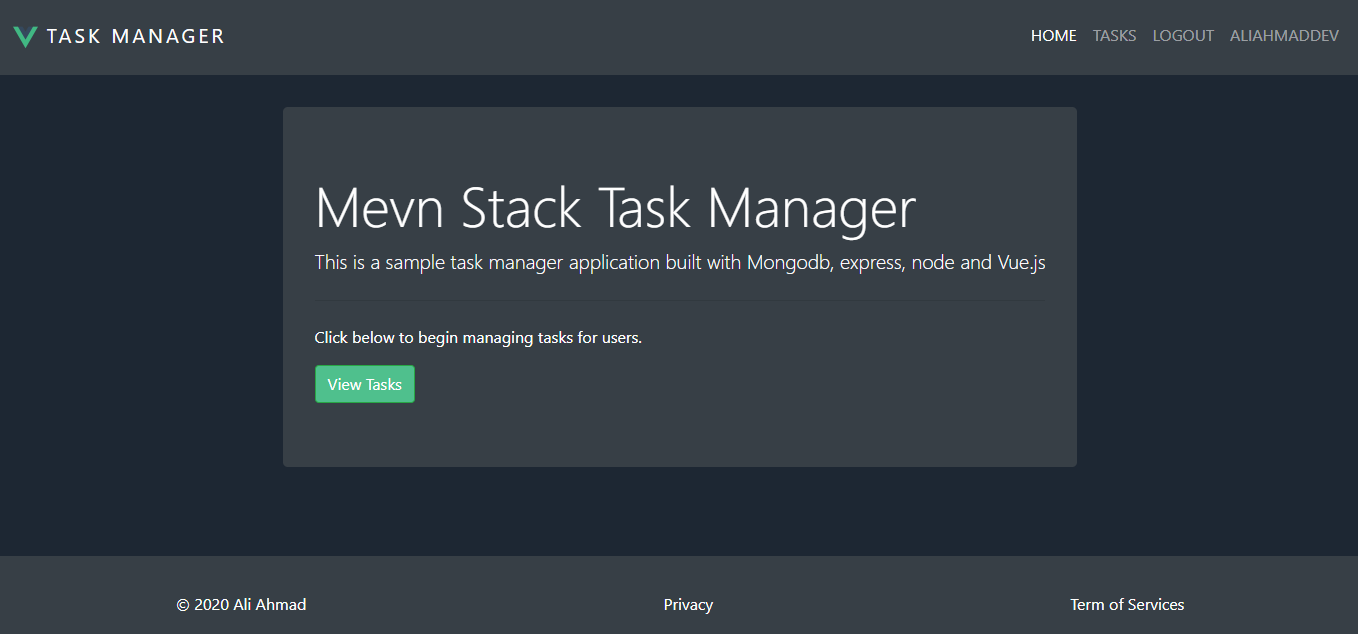 TASK MANAGER
HOME TASKS LOGOUT ALIAHMADDEV
Mevn Stack Task Manager
This is a sample task manager application built with Mongodb, express, node and Vue.js
Click below to begin managing tasks for users.
View Tasks
© 2020 Ali Ahmad Privacy Term of Services